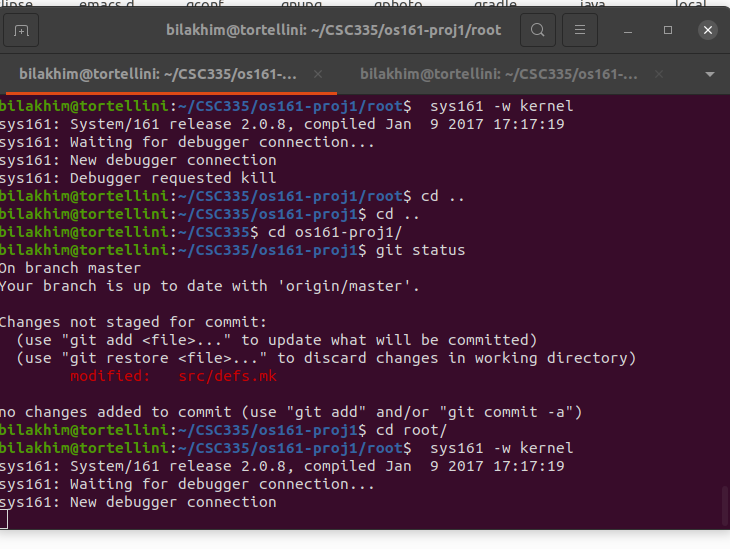 emacs.d gconf gnupg gphoto gradle java local
bilakhim@tortellini: ~/CSC335/os161-proj1/root
bilakhim@tortellini: ~/CSC335/os161-... × bilakhim@tortellini: ~/CSC335/os161-... ×
bilakhim@tortellini:~/CSC335/os161-proj1/root$ sys161 -w kernel
sys161: System/161 release 2.0.8, compiled Jan 9 2017 17:17:19
sys161: Waiting for debugger connection...
sys161: New debugger connection
sys161: Debugger requested kill
bilakhim@tortellini:~/CSC335/os161-proj1/root$ cd ..
bilakhim@tortellini:~/CSC335/os161-proj1$ cd ..
bilakhim@tortellini:~/CSC335$ cd os161-proj1/
bilakhim@tortellini:~/CSC335/os161-proj1$ git status
On branch master
Your branch is up to date with 'origin/master'.
Changes not staged for commit:
(use "git add <file>..." to update what will be committed)
(use "git restore <file>..." to discard changes in working directory)
modified: src/defs.mk
no changes added to commit (use "git add" and/or "git commit -a")
bilakhim@tortellini:~/CSC335/os161-proj1$ cd root/
bilakhim@tortellini:~/CSC335/os161-proj1/root$ sys161 -w kernel
sys161: System/161 release 2.0.8, compiled Jan 9 2017 17:17:19
sys161: Waiting for debugger connection...
sys161: New debugger connection